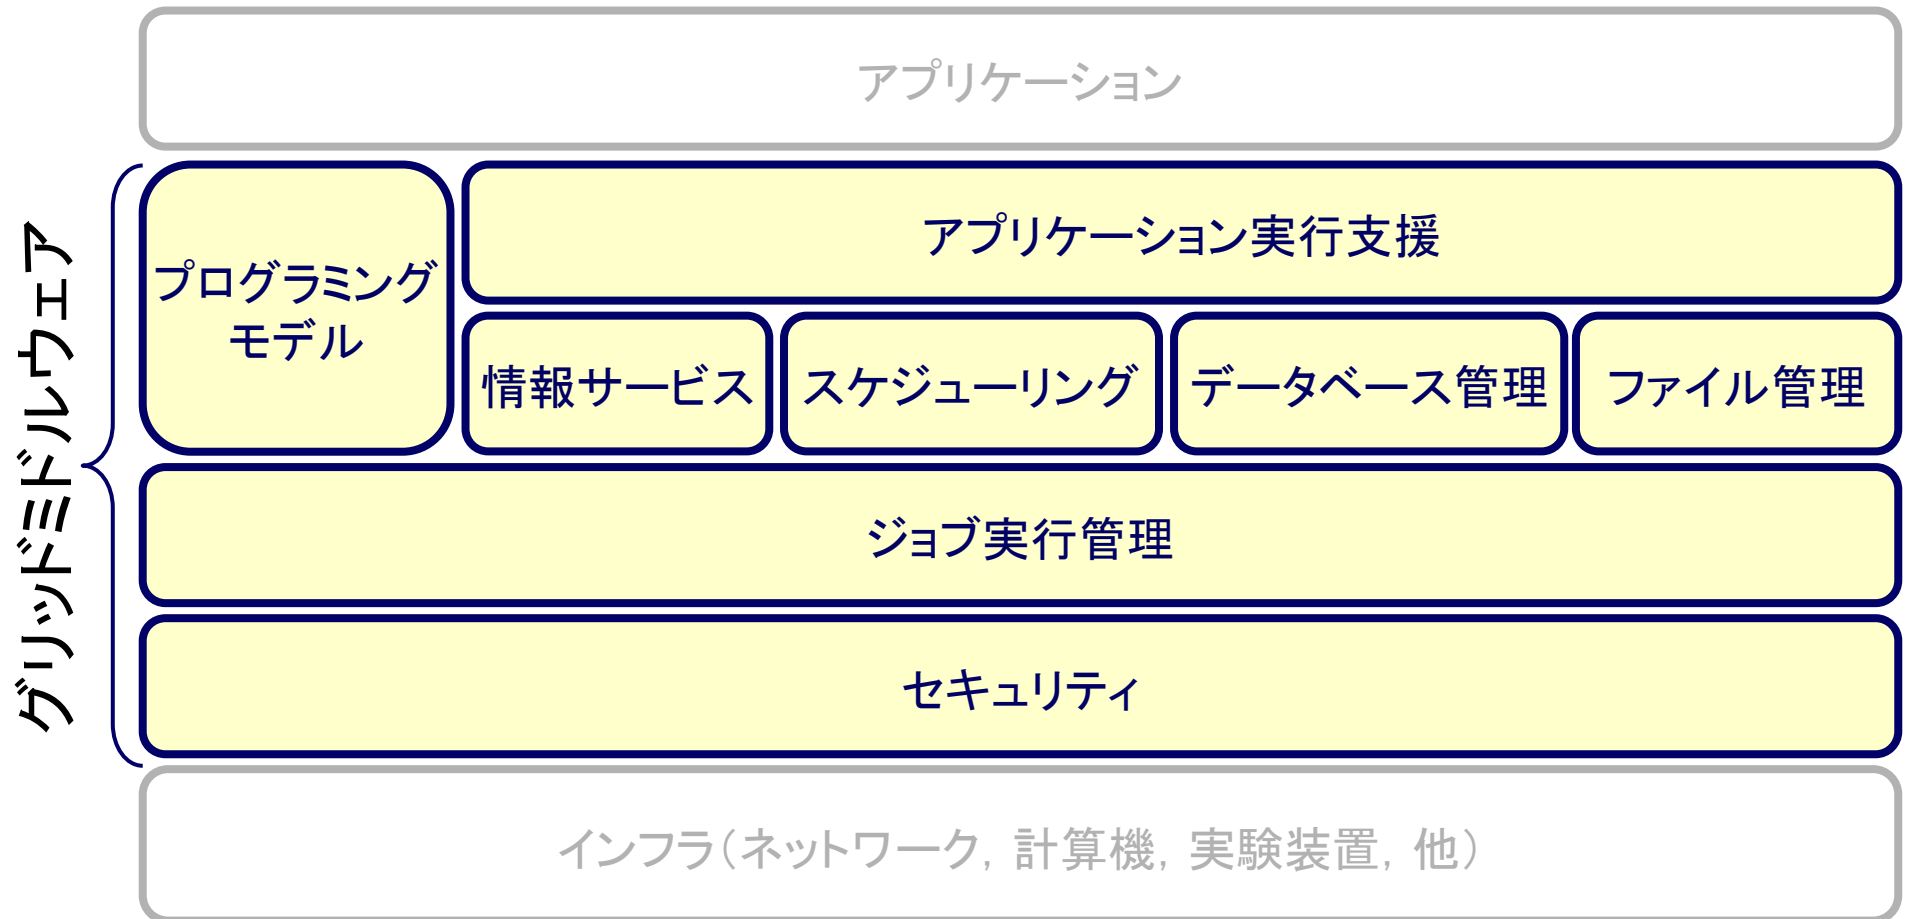 アプリケーション
グリッドミドルウェア
プログラミング
モデル
アプリケーション実行支援
情報サービス
スケジューリング
データベース管理
ファイル管理
ジョブ実行管理
セキュリティ
インフラ(ネットワーク, 計算機, 実験装置, 他)